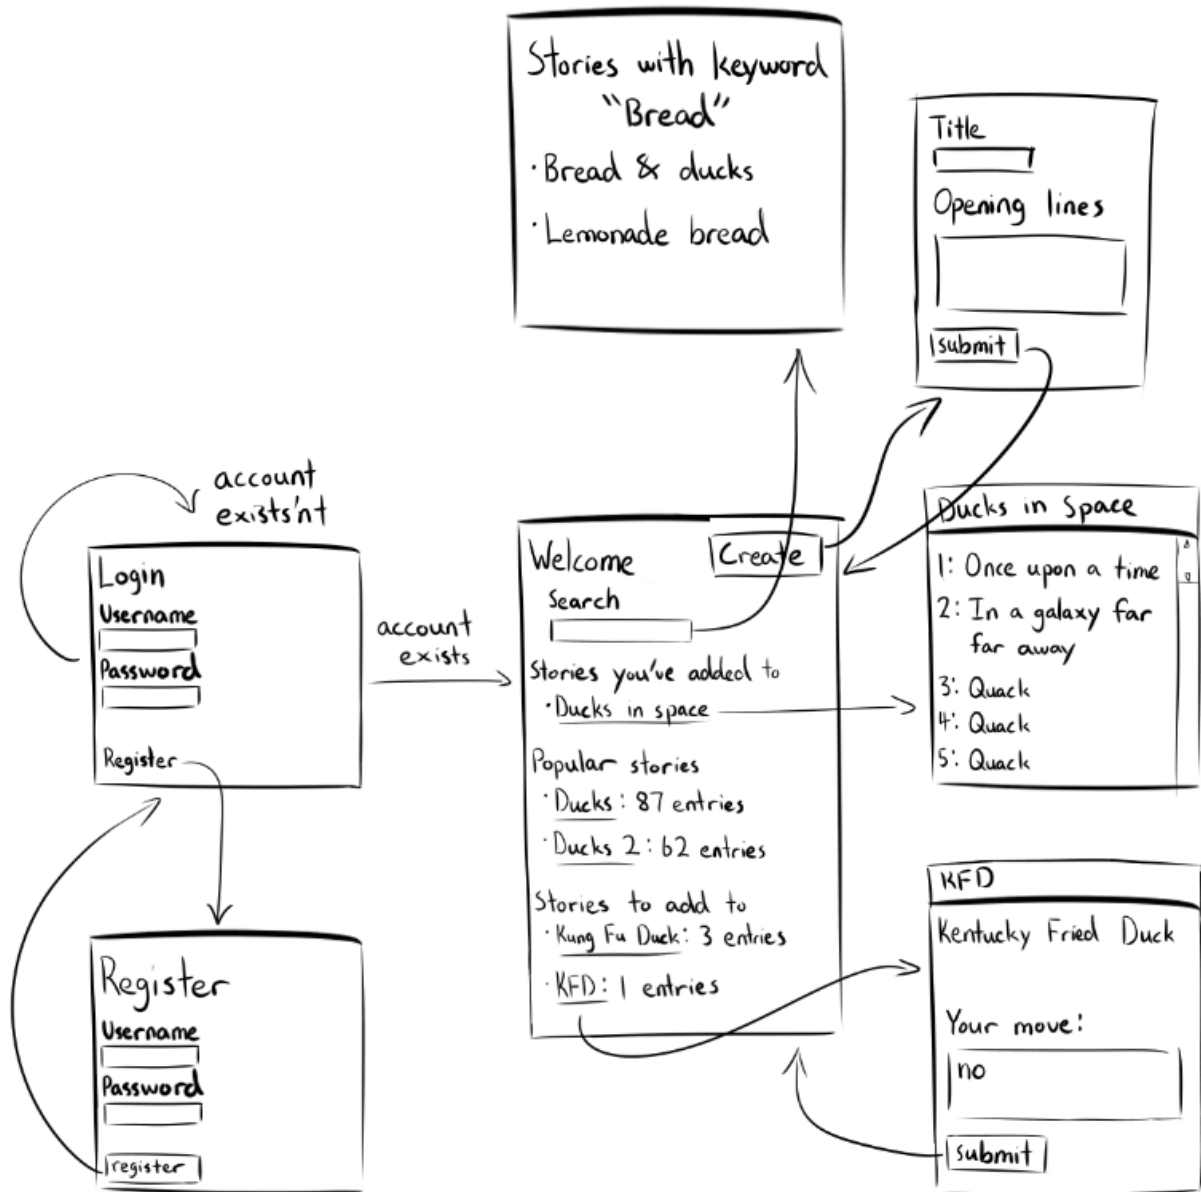 Stories with keyword
"Bread"
· Bread & ducks
· Lemonade bread
Title
Opening lines
submit
account
exists'nt
Login
Username
Password
Register
account
exists
Register
Username
Password
register
Welcome
Create
Search
Stories you've added to
· Ducks in space
Popular stories
· Ducks: 87 entries
· Ducks 2: 62 entries
Stories to add to
· Kung Fu Duck: 3 entries
· KFD: 1 entries
Ducks in Space
1: Once upon a time
2: In a galaxy far
far away
3: Quack
4: Quack
5: Quack
KFD
Kentucky Fried Duck
Your move:
no
submit